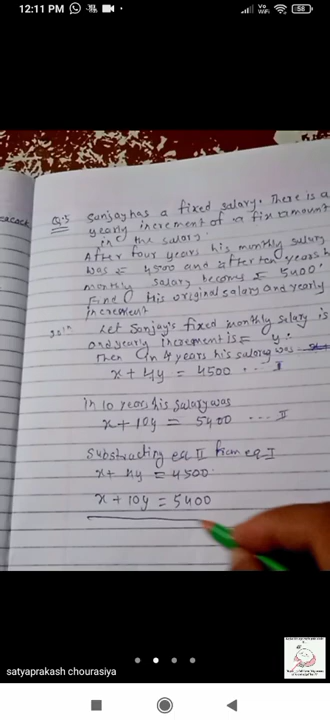 12:11 PM
Vo WiFi
58
Q.5 Sanjay has a fixed salary. There is a
yearly increment of a fix amount
in the salary.
After four years his monthly salary
was = 4500 and after ten years h
monthly salary becomes = 5400.
Find His original salary and yearly
increment
Let Sanjay's fixed monthly salary is
and yearly increment is = y.
Then in 4 years his salary was
x + 4y = 4500 ... I
in 10 year, his salary was
x + 10y = 5400 ... II
Substracting eq II from eq I
x + 4y = 4500
x + 10y = 5400
satyaprakash chourasiya